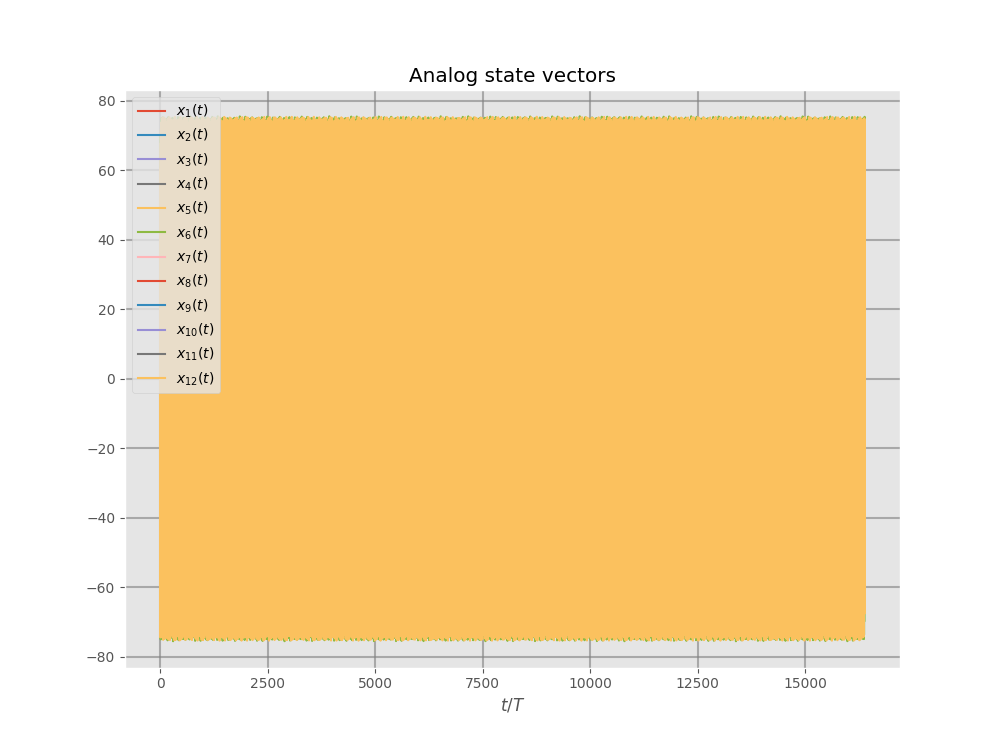 Analog state vectors
80
60
40
20
0
−20
−40
−60
−80
x₁(t)
x₂(t)
x₃(t)
x₄(t)
x₅(t)
x₆(t)
x₇(t)
x₈(t)
x₉(t)
x₁₀(t)
x₁₁(t)
x₁₂(t)
0 2500 5000 7500 10000 12500 15000
t/T